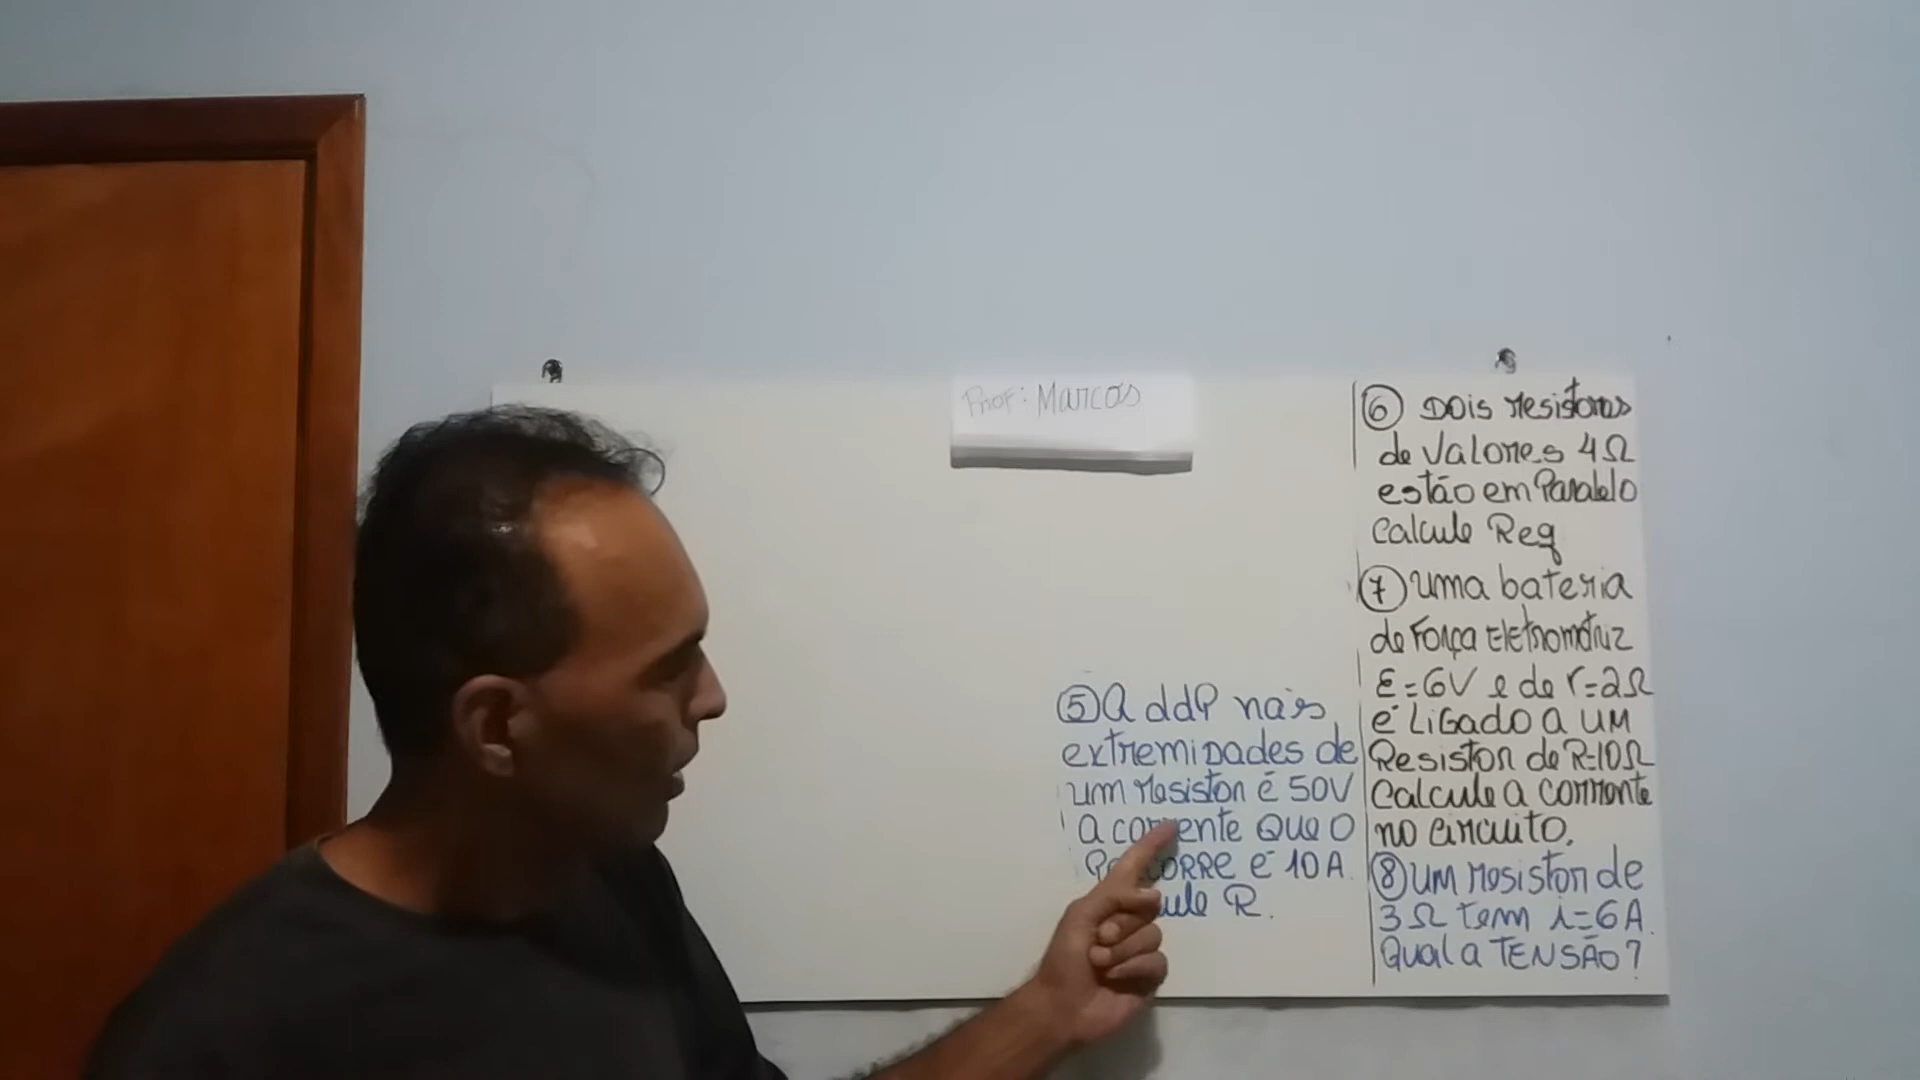 Prof: Marcos
⑤ A ddP nas
extremidades de
um resistor é 50V
a corrente que o
É 10A.
R.
⑥ Dois resistores
de Valores 4Ω
estão em Paralelo
Calcule Req
⑦ uma bateria
de Força Eletromotriz
ε=6V e de r=2Ω
é Ligado a um
Resistor de R=10Ω
Calcule a corrente
no circuito.
⑧ Um resistor de
3Ω tem i=6A.
Qual a TENSÃO?